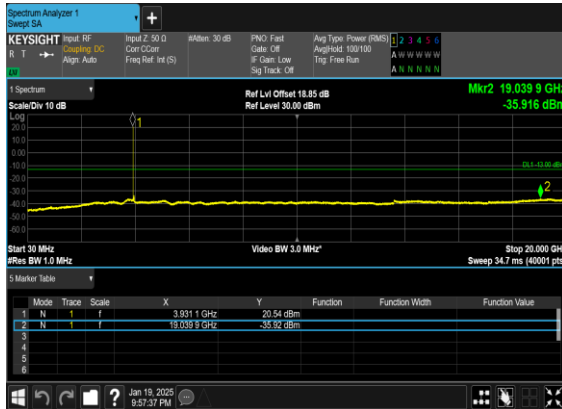 Spectrum Analyzer 1
Swept SA
+
KEYSIGHT Input: RF Input Z: 50 Ω #Atten: 30 dB PNO: Fast Avg Type: Power (RMS) 1 2 3 4 5 6
R T Coupling: DC Corr CCorr Gate: Off Avg|Hold: 100/100 A W W W W W
Align: Auto Freq Ref: Int (S) IF Gain: Low Trig: Free Run
Sig Track: Off A N N N N N
LXI
1 Spectrum Ref Lvl Offset 18.85 dB Mkr2 19.039 9 GHz
Scale/Div 10 dB Ref Level 30.00 dBm -35.916 dBm
Log
20.0
10.0
0.00
-10.0
-20.0
-30.0
-40.0
-50.0
-60.0
1
DL1 -13.00 dBm
2
Start 30 MHz Video BW 3.0 MHz* Stop 20.000 GHz
#Res BW 1.0 MHz Sweep 34.7 ms (40001 pts)
5 Marker Table
Mode Trace Scale X Y Function Function Width Function Value
1 N 1 f 3.931 1 GHz 20.54 dBm
2 N 1 f 19.039 9 GHz -35.92 dBm
3
4
5
6
? Jan 19, 2025
9:57:37 PM